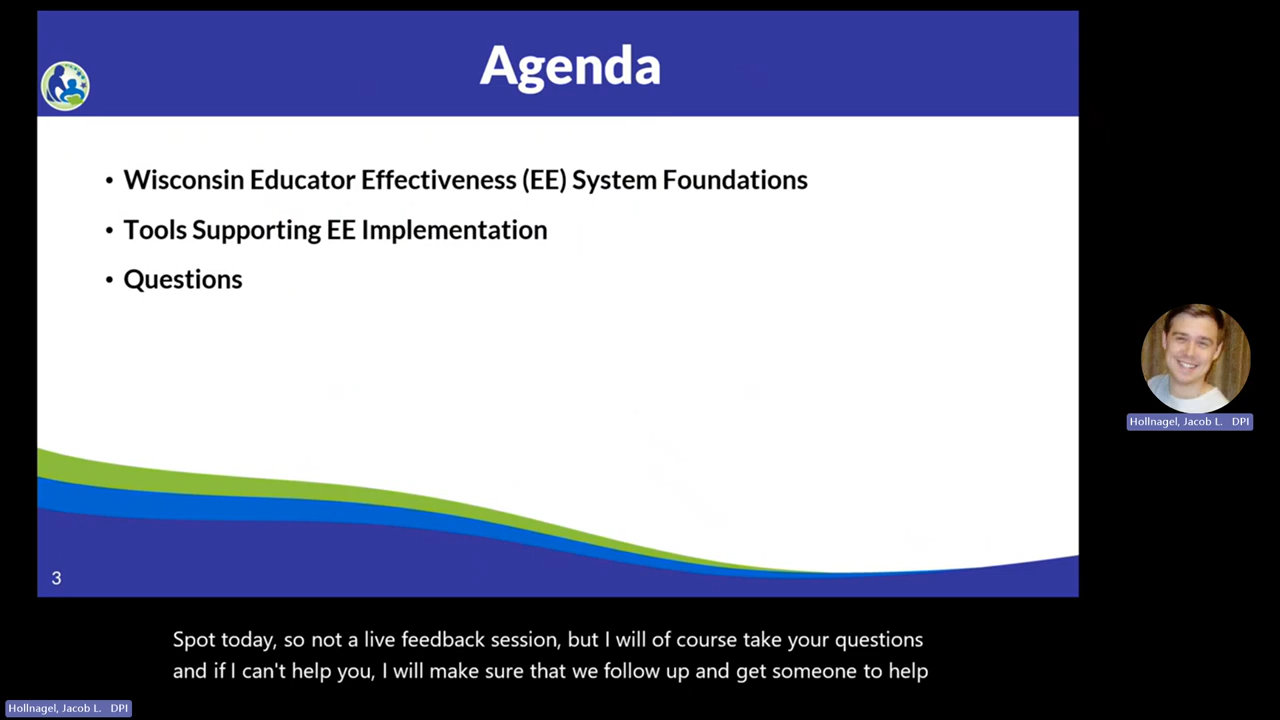 Agenda
• Wisconsin Educator Effectiveness (EE) System Foundations
• Tools Supporting EE Implementation
• Questions
Hollnagel, Jacob L. DPI
3
Spot today, so not a live feedback session, but I will of course take your questions
and if I can't help you, I will make sure that we follow up and get someone to help
Hollnagel, Jacob L. DPI